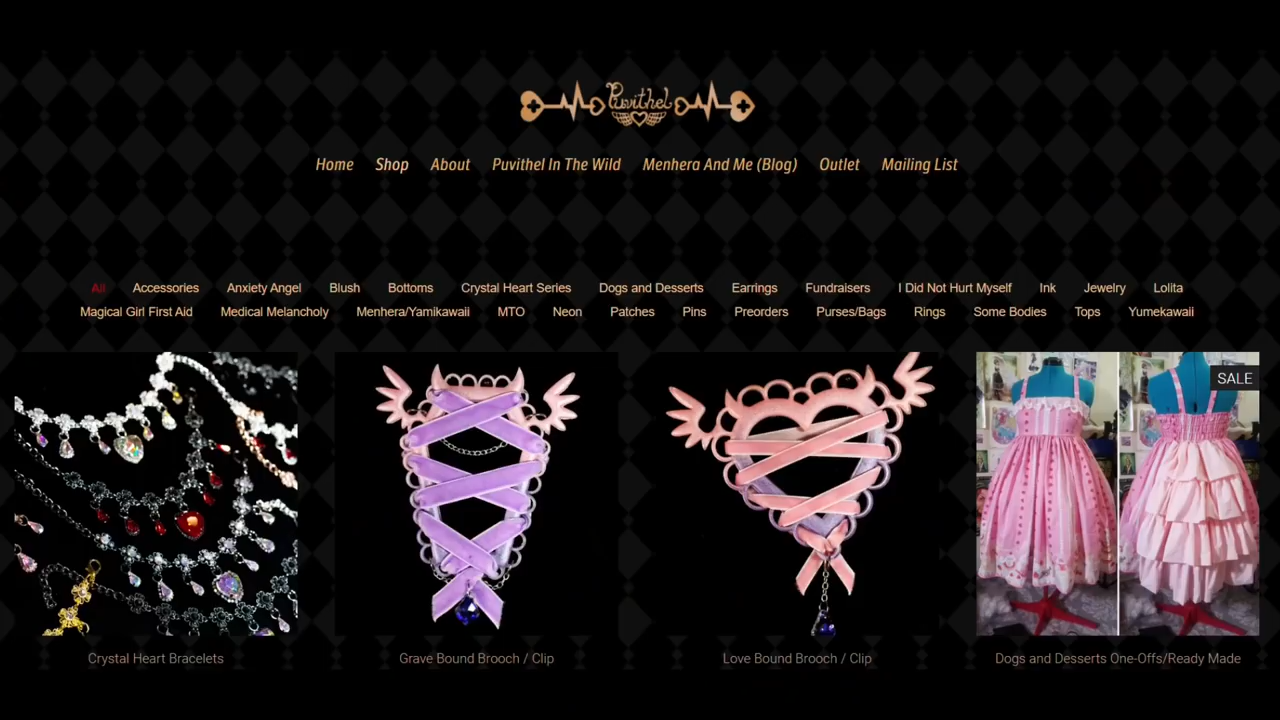 Puvithel
Home Shop About Puvithel In The Wild Menhera And Me (Blog) Outlet Mailing List
All Accessories Anxiety Angel Blush Bottoms Crystal Heart Series Dogs and Desserts Earrings Fundraisers I Did Not Hurt Myself Ink Jewelry Lolita
Magical Girl First Aid Medical Melancholy Menhera/Yamikawaii MTO Neon Patches Pins Preorders Purses/Bags Rings Some Bodies Tops Yumekawaii
SALE
Crystal Heart Bracelets Grave Bound Brooch / Clip Love Bound Brooch / Clip Dogs and Desserts One-Offs/Ready Made